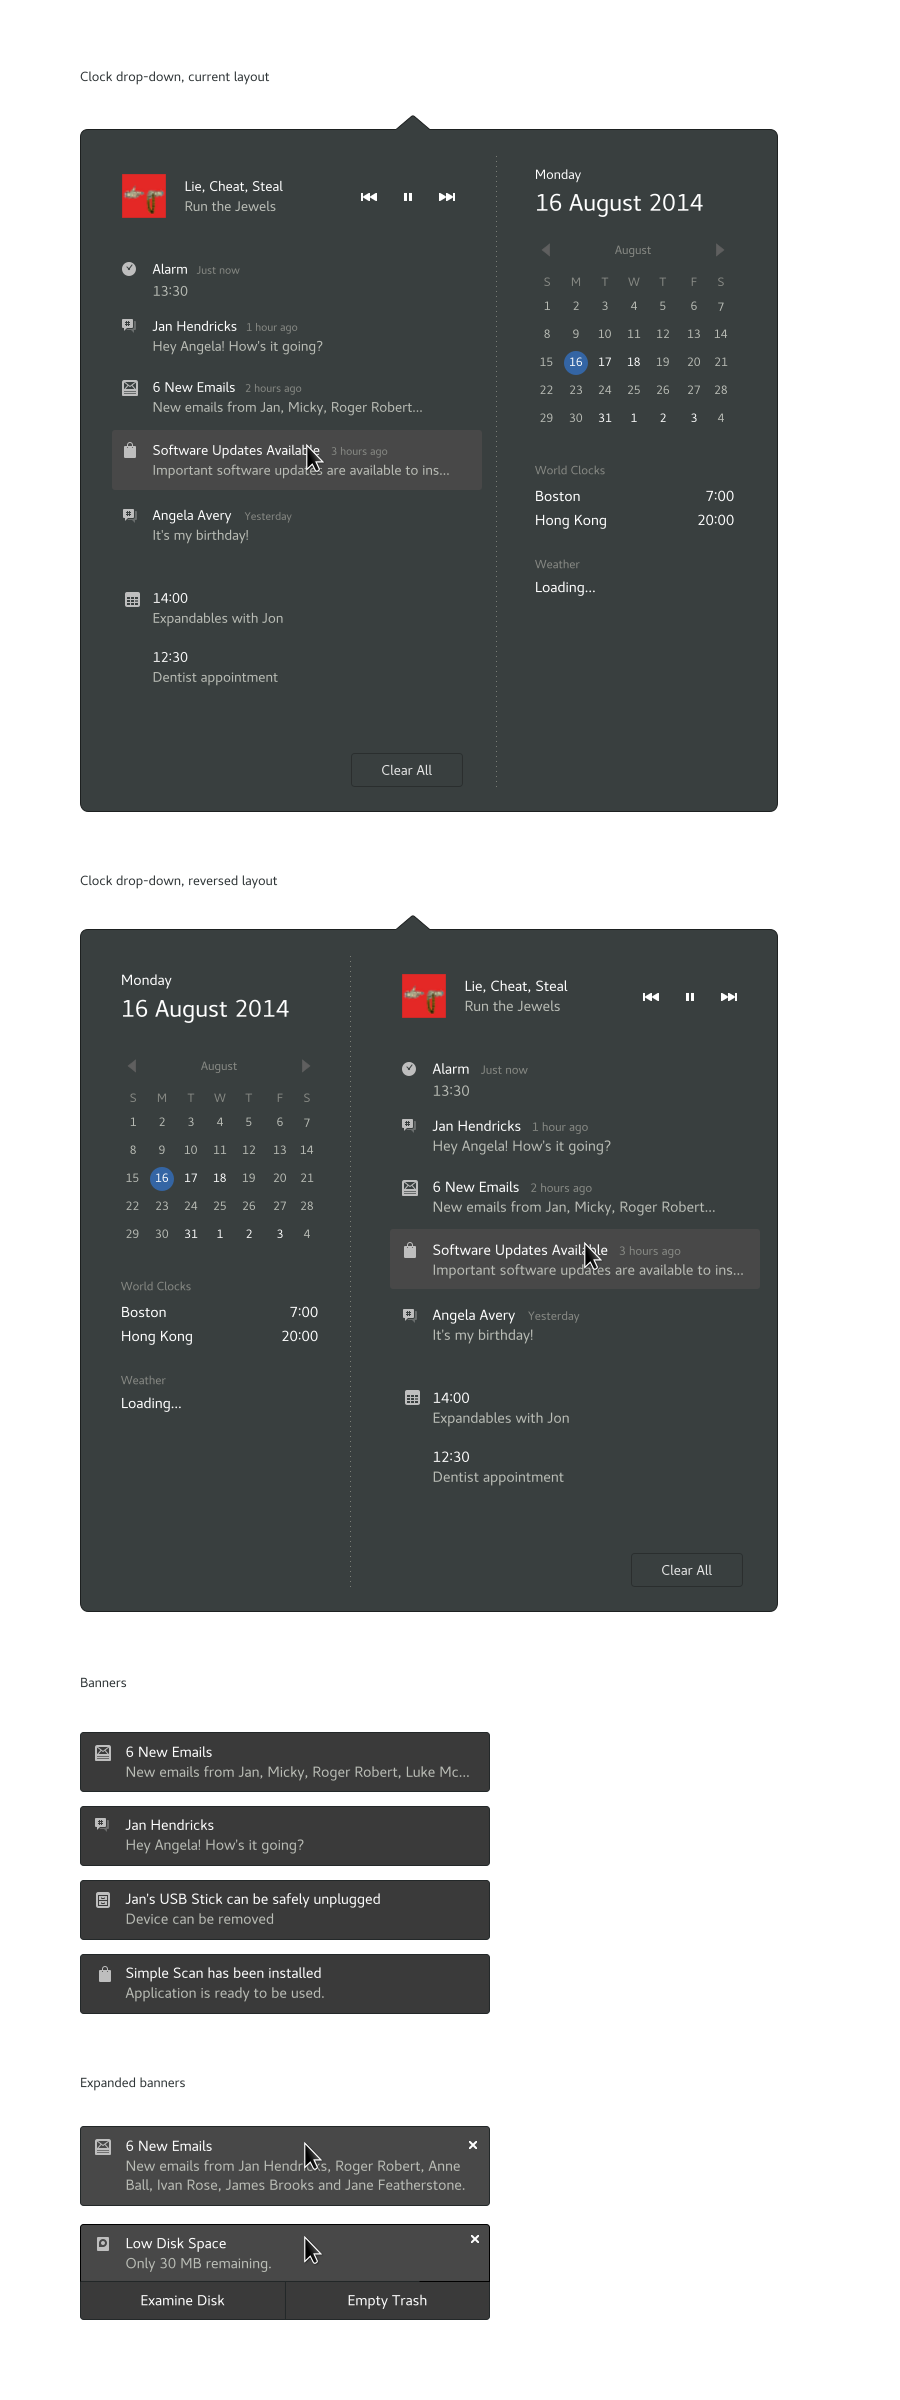 Clock drop-down, current layout
Lie, Cheat, Steal
Run the Jewels
Alarm Just now
13:30
Jan Hendricks 1 hour ago
Hey Angela! How's it going?
6 New Emails 2 hours ago
New emails from Jan, Micky, Roger Robert...
Software Updates Available 3 hours ago
Important software updates are available to ins...
Angela Avery Yesterday
It's my birthday!
14:00
Expandables with Jon
12:30
Dentist appointment
Clear All
Monday
16 August 2014
August
S M T W T F S
1 2 3 4 5 6 7
8 9 10 11 12 13 14
15 16 17 18 19 20 21
22 23 24 25 26 27 28
29 30 31 1 2 3 4
World Clocks
Boston 7:00
Hong Kong 20:00
Weather
Loading...
Clock drop-down, reversed layout
Monday
16 August 2014
August
S M T W T F S
1 2 3 4 5 6 7
8 9 10 11 12 13 14
15 16 17 18 19 20 21
22 23 24 25 26 27 28
29 30 31 1 2 3 4
World Clocks
Boston 7:00
Hong Kong 20:00
Weather
Loading...
Lie, Cheat, Steal
Run the Jewels
Alarm Just now
13:30
Jan Hendricks 1 hour ago
Hey Angela! How's it going?
6 New Emails 2 hours ago
New emails from Jan, Micky, Roger Robert...
Software Updates Available 3 hours ago
Important software updates are available to ins...
Angela Avery Yesterday
It's my birthday!
14:00
Expandables with Jon
12:30
Dentist appointment
Clear All
Banners
6 New Emails
New emails from Jan, Micky, Roger Robert, Luke Mc...
Jan Hendricks
Hey Angela! How's it going?
Jan's USB Stick can be safely unplugged
Device can be removed
Simple Scan has been installed
Application is ready to be used.
Expanded banners
6 New Emails
New emails from Jan Hendricks, Roger Robert, Anne
Ball, Ivan Rose, James Brooks and Jane Featherstone.
Low Disk Space
Only 30 MB remaining.
Examine Disk Empty Trash